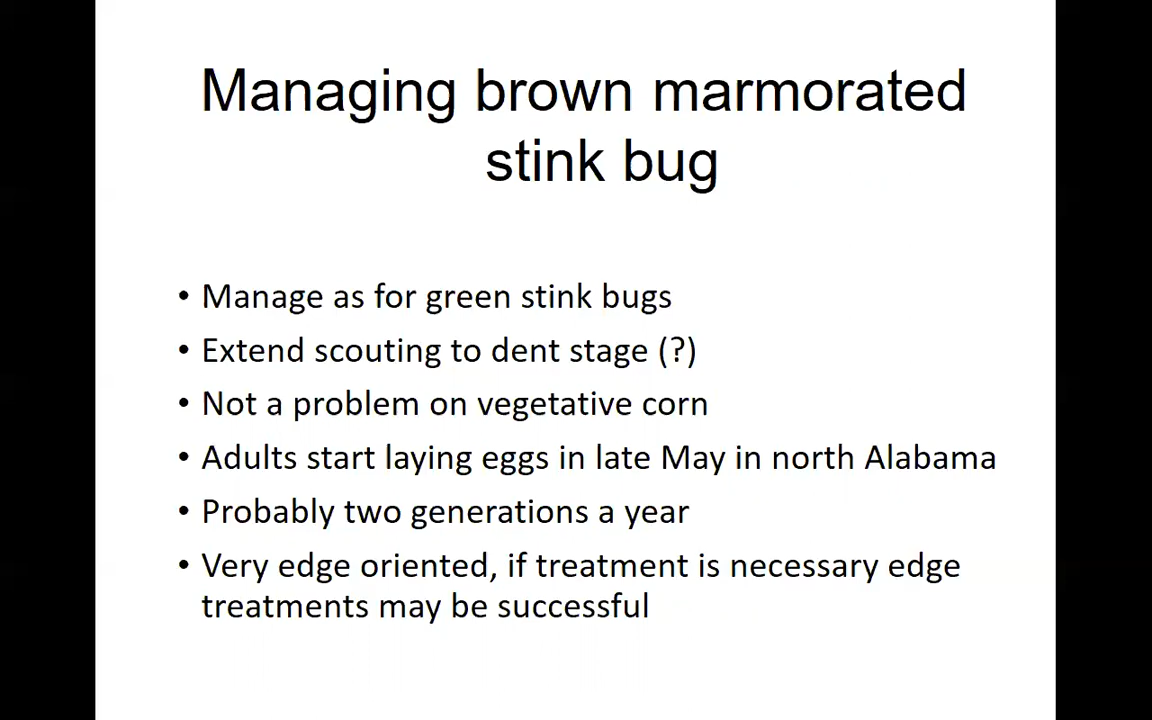 Managing brown marmorated
stink bug
• Manage as for green stink bugs
• Extend scouting to dent stage (?)
• Not a problem on vegetative corn
• Adults start laying eggs in late May in north Alabama
• Probably two generations a year
• Very edge oriented, if treatment is necessary edge
treatments may be successful